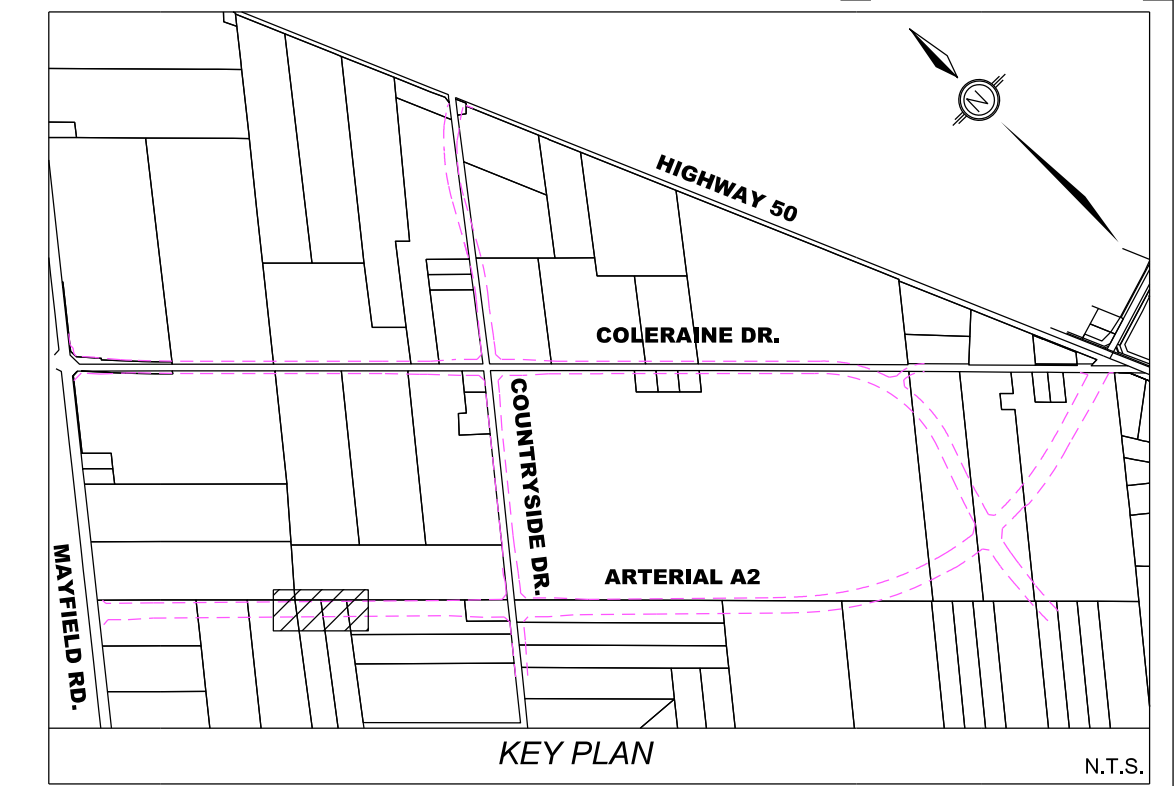 N
HIGHWAY 50
COLERAINE DR.
COUNTRYSIDE DR.
ARTERIAL A2
MAYFIELD RD.
KEY PLAN
N.T.S.